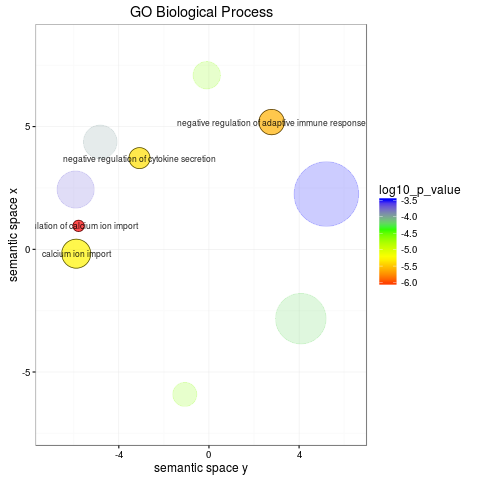 GO Biological Process
negative regulation of adaptive immune response
negative regulation of cytokine secretion
lation of calcium ion import
calcium ion import
semantic space x
5
0
-5
-4
0
4
semantic space y
log10_p_value
-3.5
-4.0
-4.5
-5.0
-5.5
-6.0